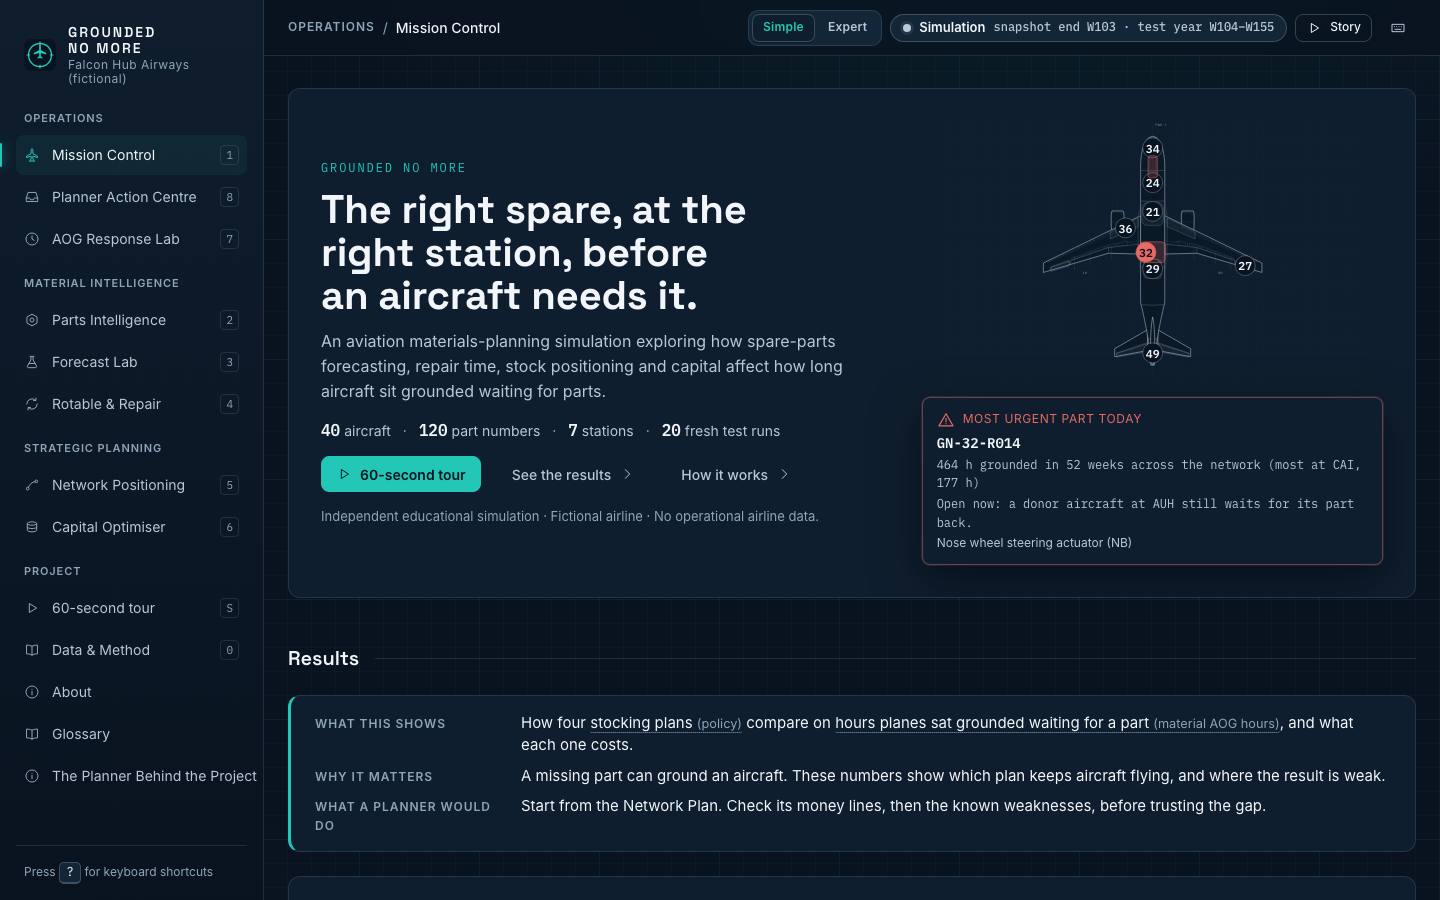 GROUNDED
NO MORE
Falcon Hub Airways
(fictional)
OPERATIONS
Mission Control 1
Planner Action Centre 8
AOG Response Lab 7
MATERIAL INTELLIGENCE
Parts Intelligence 2
Forecast Lab 3
Rotable & Repair 4
STRATEGIC PLANNING
Network Positioning 5
Capital Optimiser 6
PROJECT
60-second tour S
Data & Method 0
About
Glossary
The Planner Behind the Project
Press ? for keyboard shortcuts
OPERATIONS / Mission Control
Simple Expert
Simulation snapshot end W103 · test year W104–W155
Story
GROUNDED NO MORE
The right spare, at the
right station, before
an aircraft needs it.
An aviation materials-planning simulation exploring how spare-parts
forecasting, repair time, stock positioning and capital affect how long
aircraft sit grounded waiting for parts.
40 aircraft · 120 part numbers · 7 stations · 20 fresh test runs
60-second tour
See the results
How it works
Independent educational simulation · Fictional airline · No operational airline data.
34
24
21
36
32
27
29
49
MOST URGENT PART TODAY
GN-32-R014
464 h grounded in 52 weeks across the network (most at CAI,
177 h)
Open now: a donor aircraft at AUH still waits for its part
back.
Nose wheel steering actuator (NB)
Results
WHAT THIS SHOWS
How four stocking plans (policy) compare on hours planes sat grounded waiting for a part (material AOG hours), and what
each one costs.
WHY IT MATTERS
A missing part can ground an aircraft. These numbers show which plan keeps aircraft flying, and where the result is weak.
WHAT A PLANNER WOULD
DO
Start from the Network Plan. Check its money lines, then the known weaknesses, before trusting the gap.